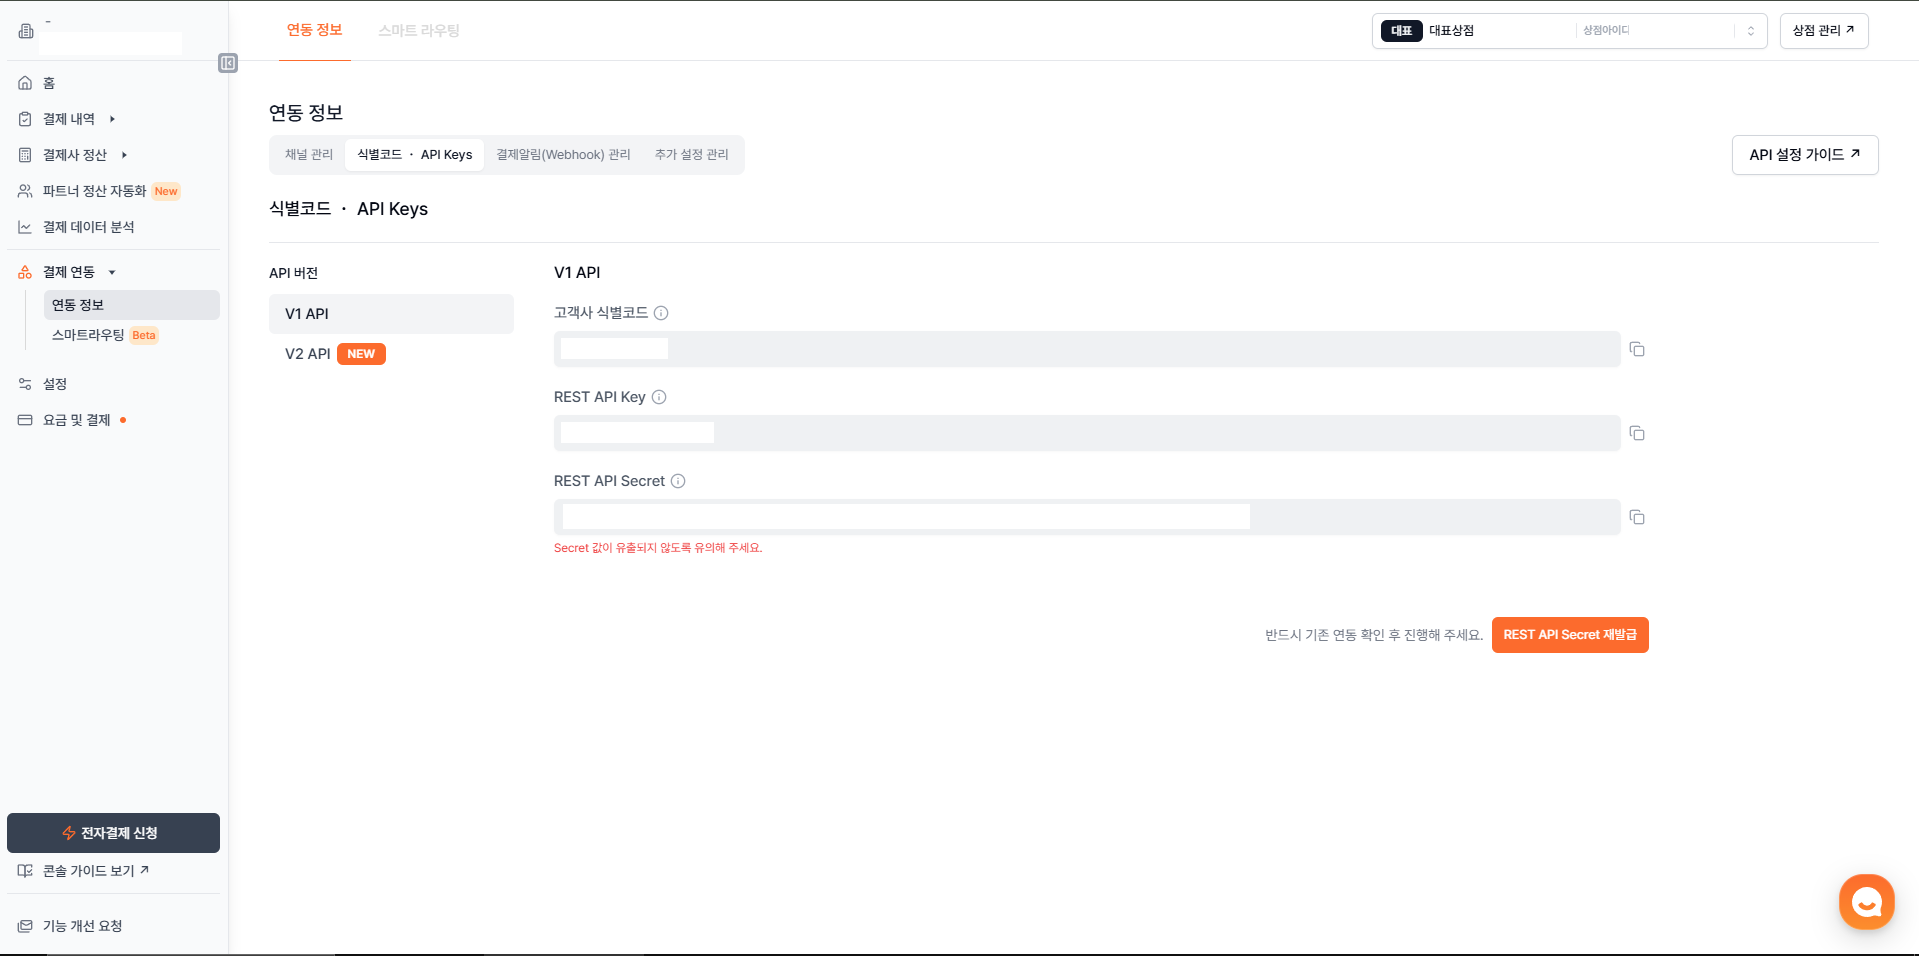 -
홈
결제 내역
결제사 정산
파트너 정산 자동화 New
결제 데이터 분석
결제 연동
연동 정보
스마트라우팅 Beta
설정
요금 및 결제
전자결제 신청
콘솔 가이드 보기
기능 개선 요청
연동 정보 스마트 라우팅
대표 대표상점 상점아이디
상점 관리
연동 정보
채널 관리 식별코드 · API Keys 결제알림(Webhook) 관리 추가 설정 관리
API 설정 가이드
식별코드 · API Keys
API 버전
V1 API
V2 API NEW
V1 API
고객사 식별코드
REST API Key
REST API Secret
Secret 값이 유출되지 않도록 유의해 주세요.
반드시 기존 연동 확인 후 진행해 주세요. REST API Secret 재발급